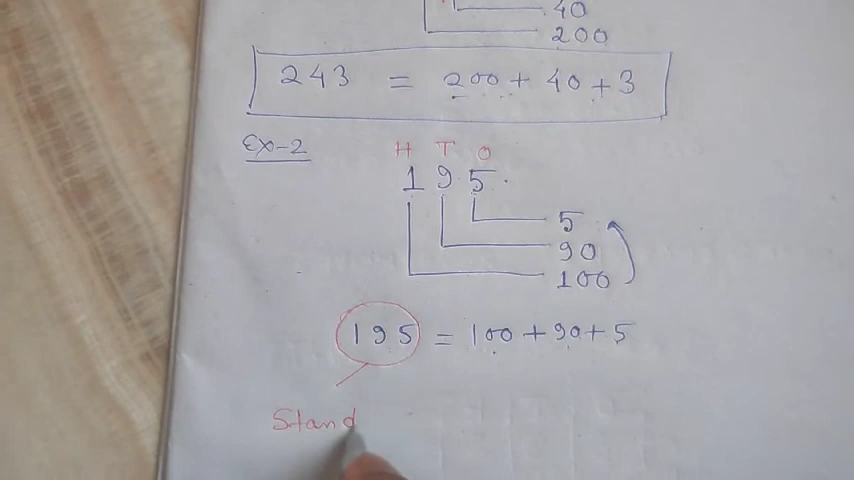 40
200
243 = 200 + 40 + 3
Ex-2
H T O
1 9 5
5
90
100
195 = 100 + 90 + 5
Stand